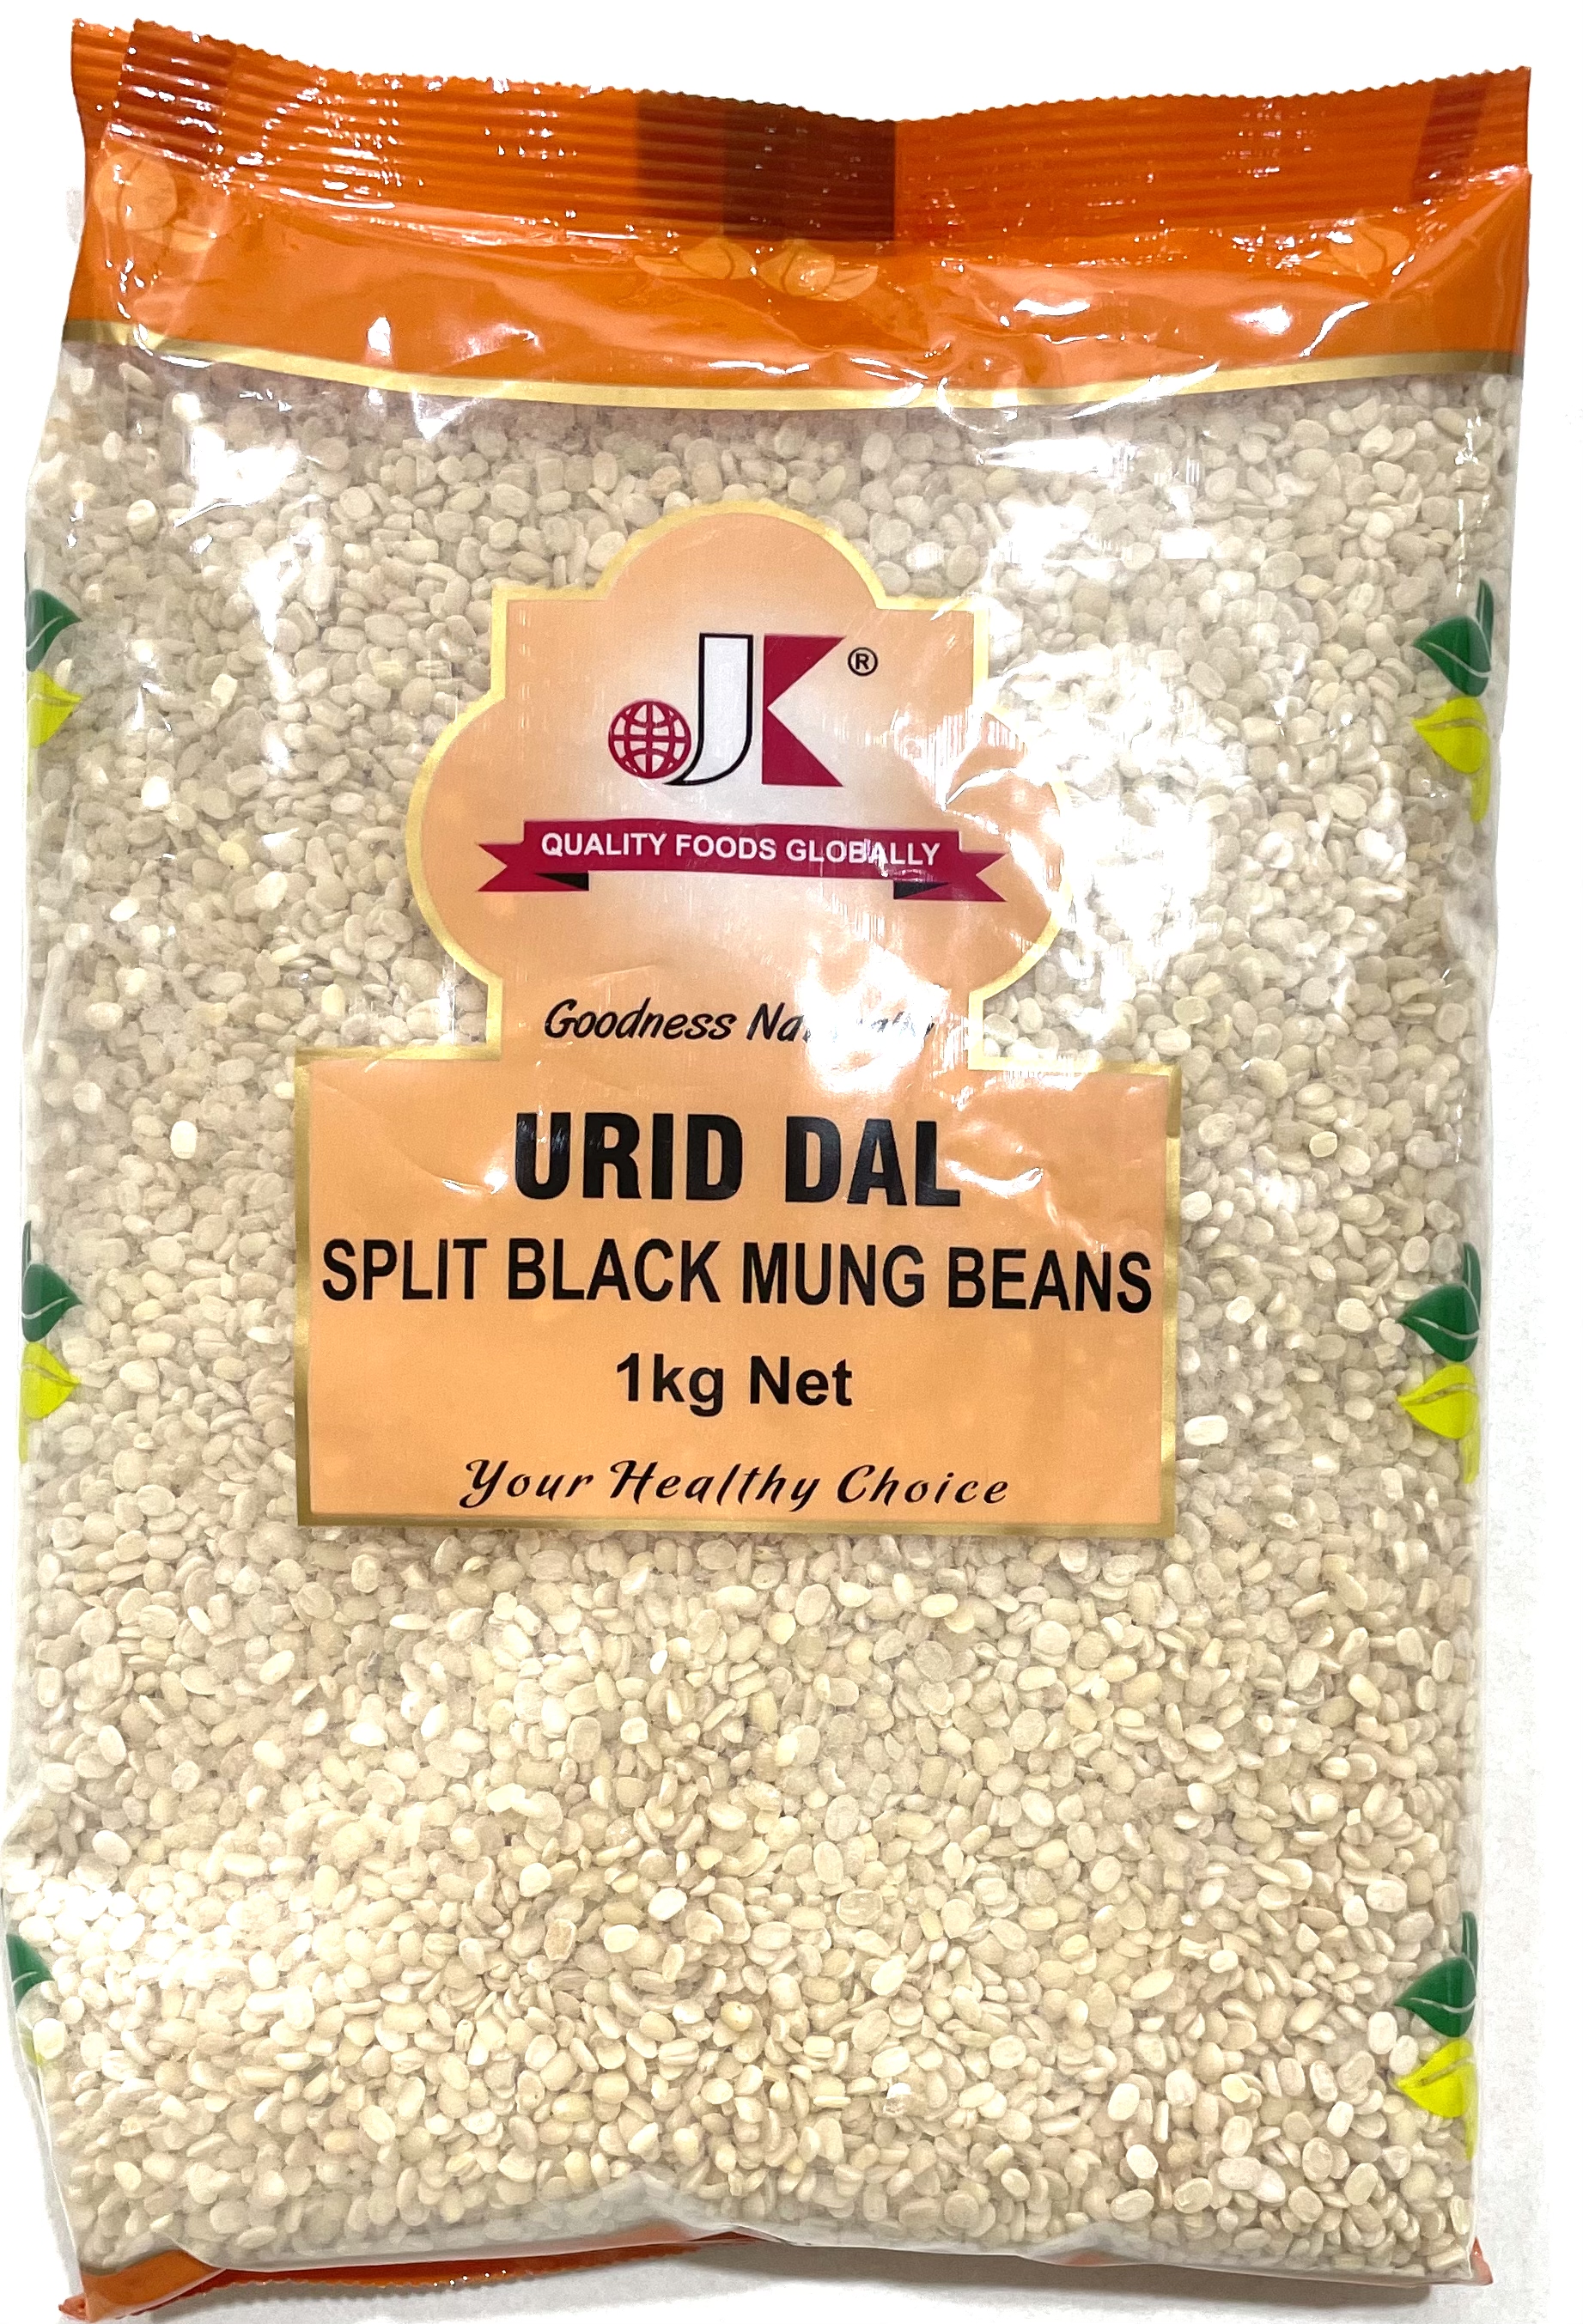 JK®
QUALITY FOODS GLOBALLY
Goodness
URID DAL
SPLIT BLACK MUNG BEANS
1kg Net
Your Healthy Choice